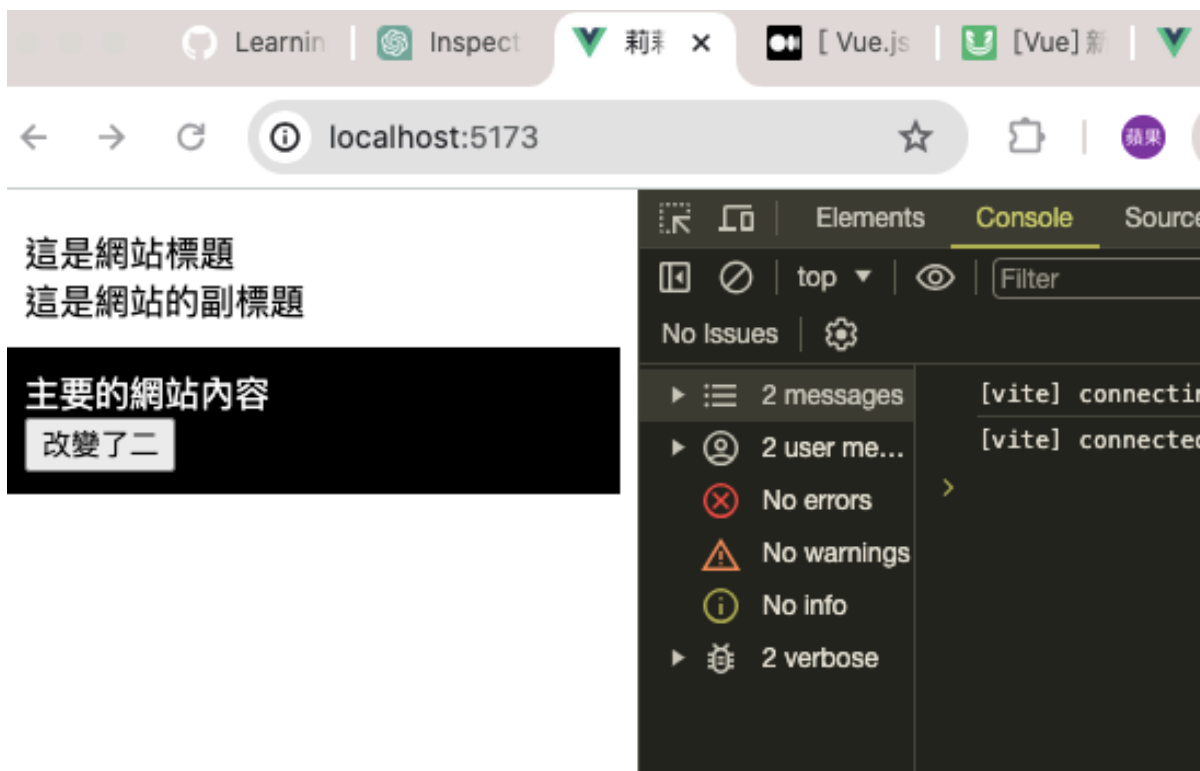 Learnin
Inspect
莉
[ Vue.js
[Vue] 新
localhost:5173
蘋果
這是網站標題
這是網站的副標題
主要的網站內容
改變了二
Elements
Console
Source
top
Filter
No Issues
2 messages
2 user me...
No errors
No warnings
No info
2 verbose
[vite] connectin
[vite] connected